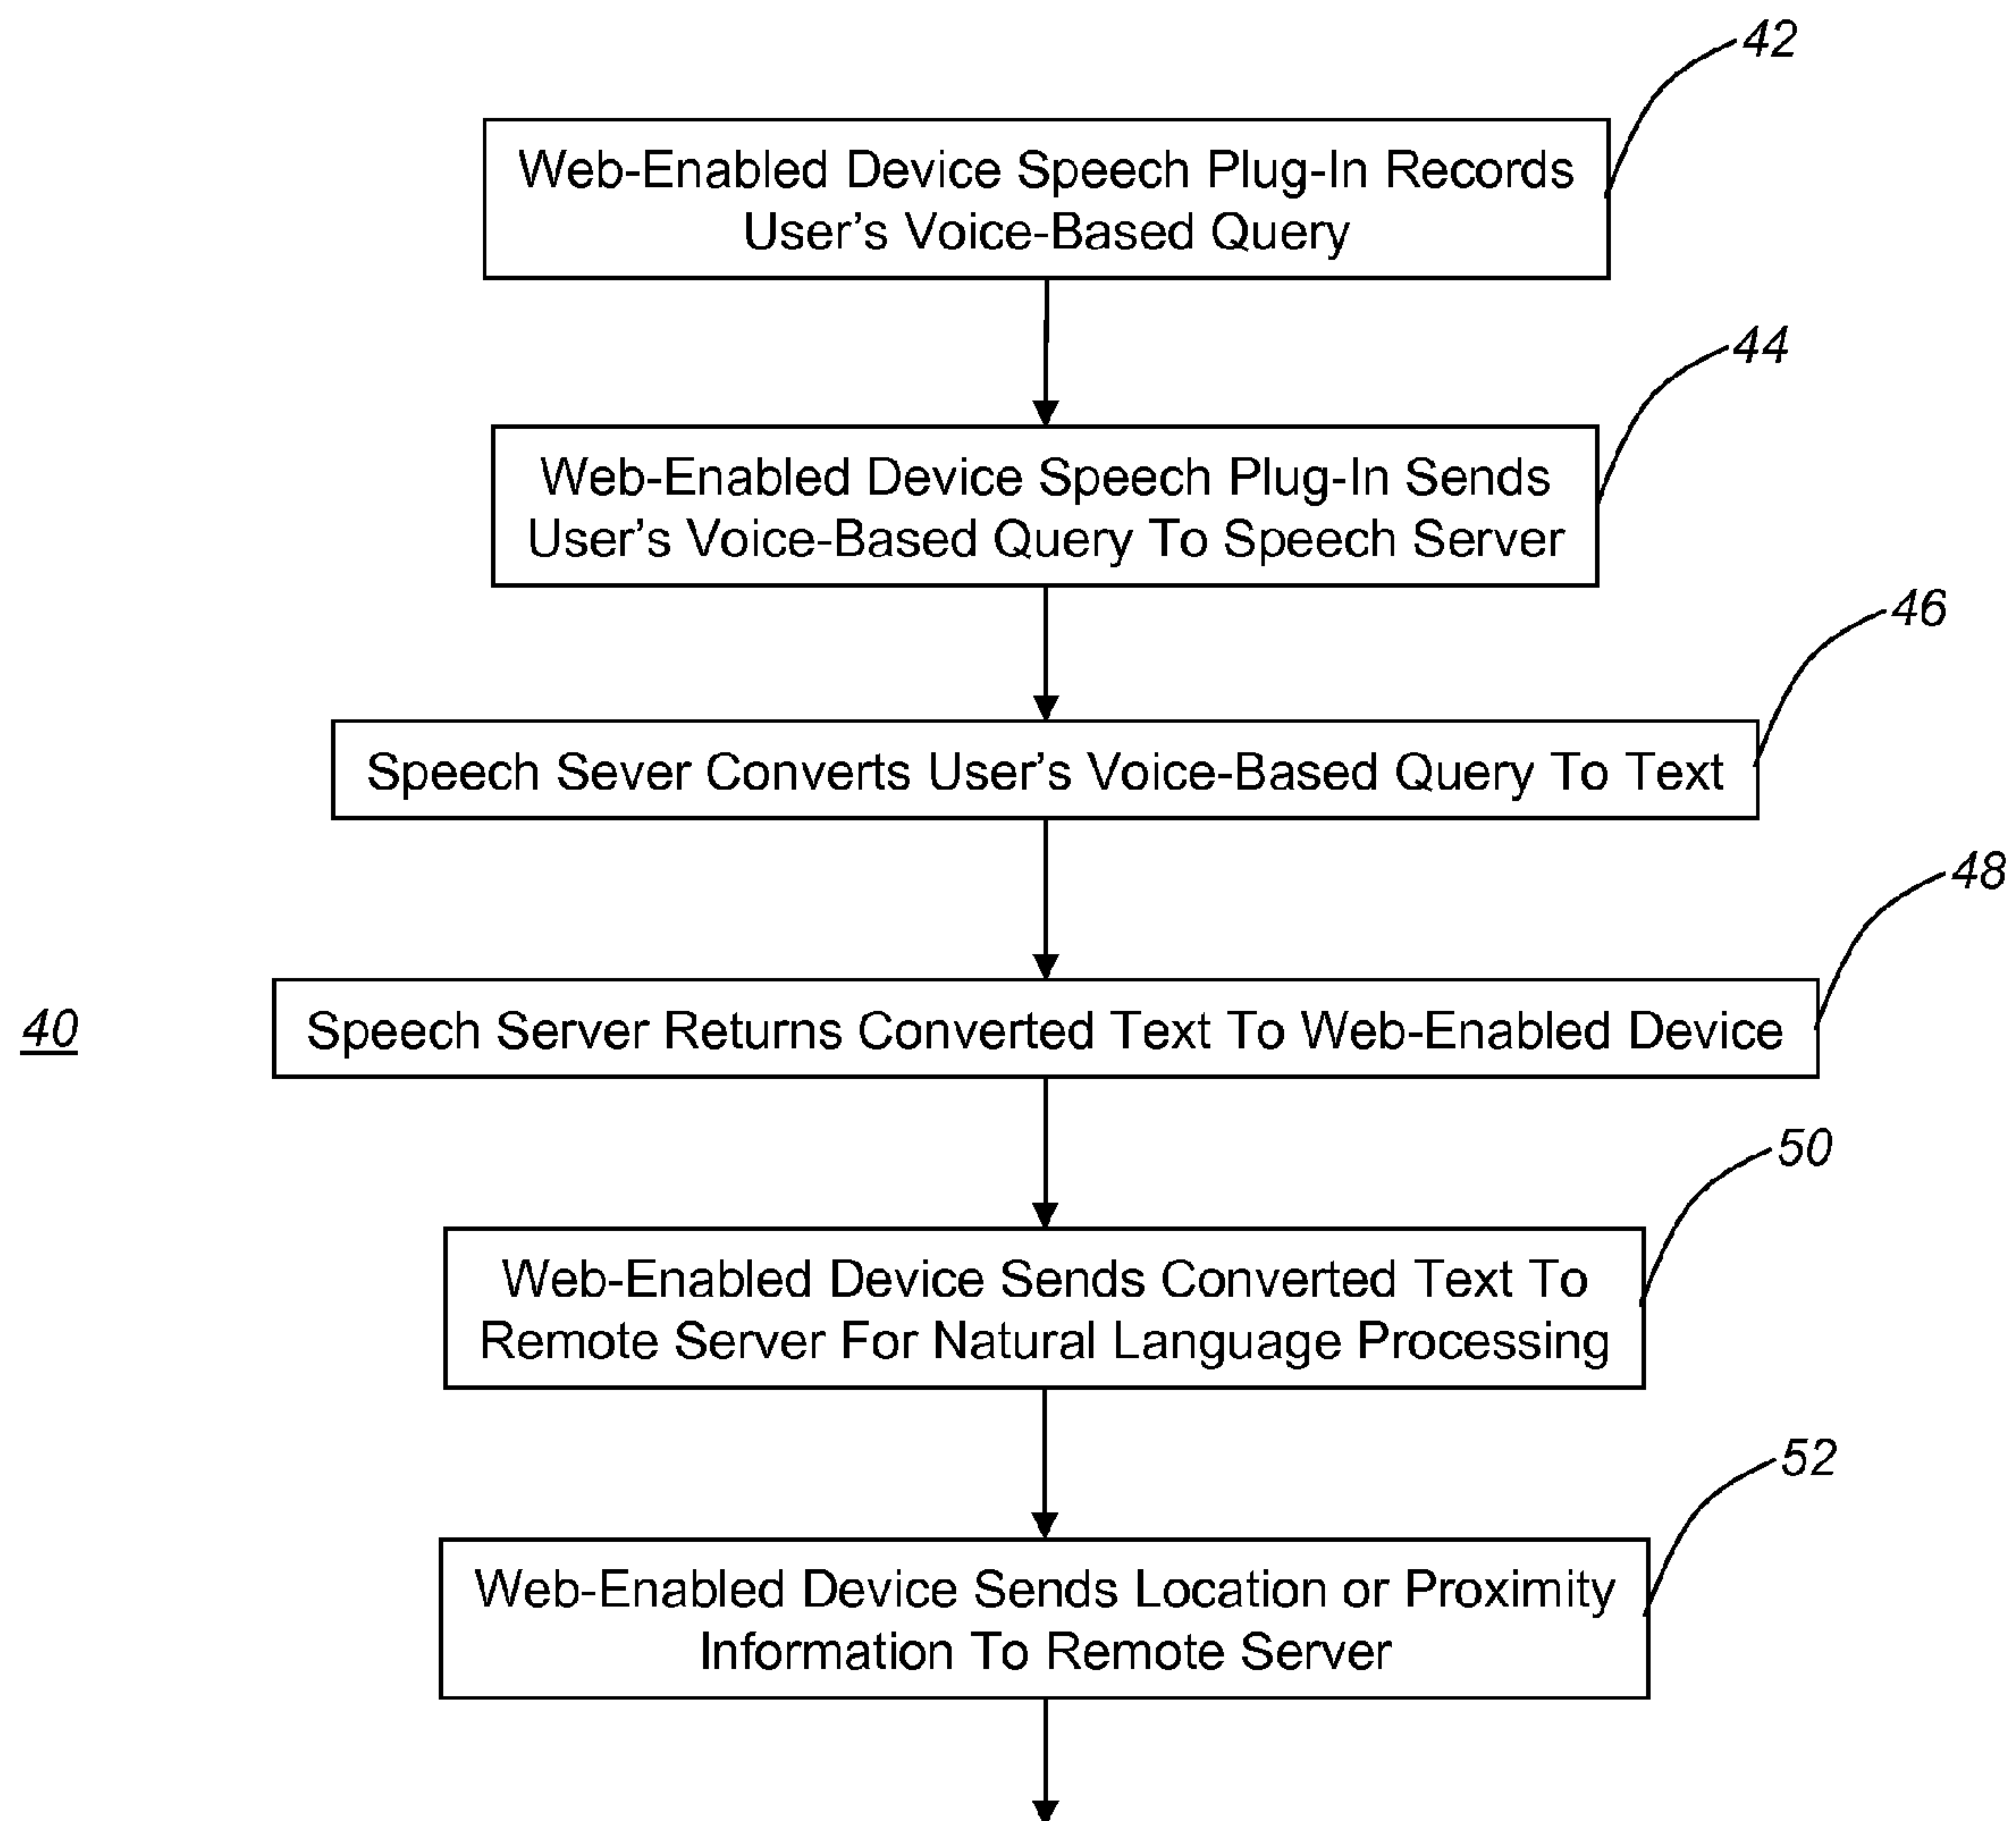 42
Web-Enabled Device Speech Plug-In Records
User's Voice-Based Query
44
Web-Enabled Device Speech Plug-In Sends
User's Voice-Based Query To Speech Server
46
Speech Sever Converts User's Voice-Based Query To Text
48
40
Speech Server Returns Converted Text To Web-Enabled Device
50
Web-Enabled Device Sends Converted Text To
Remote Server For Natural Language Processing
52
Web-Enabled Device Sends Location or Proximity
Information To Remote Server